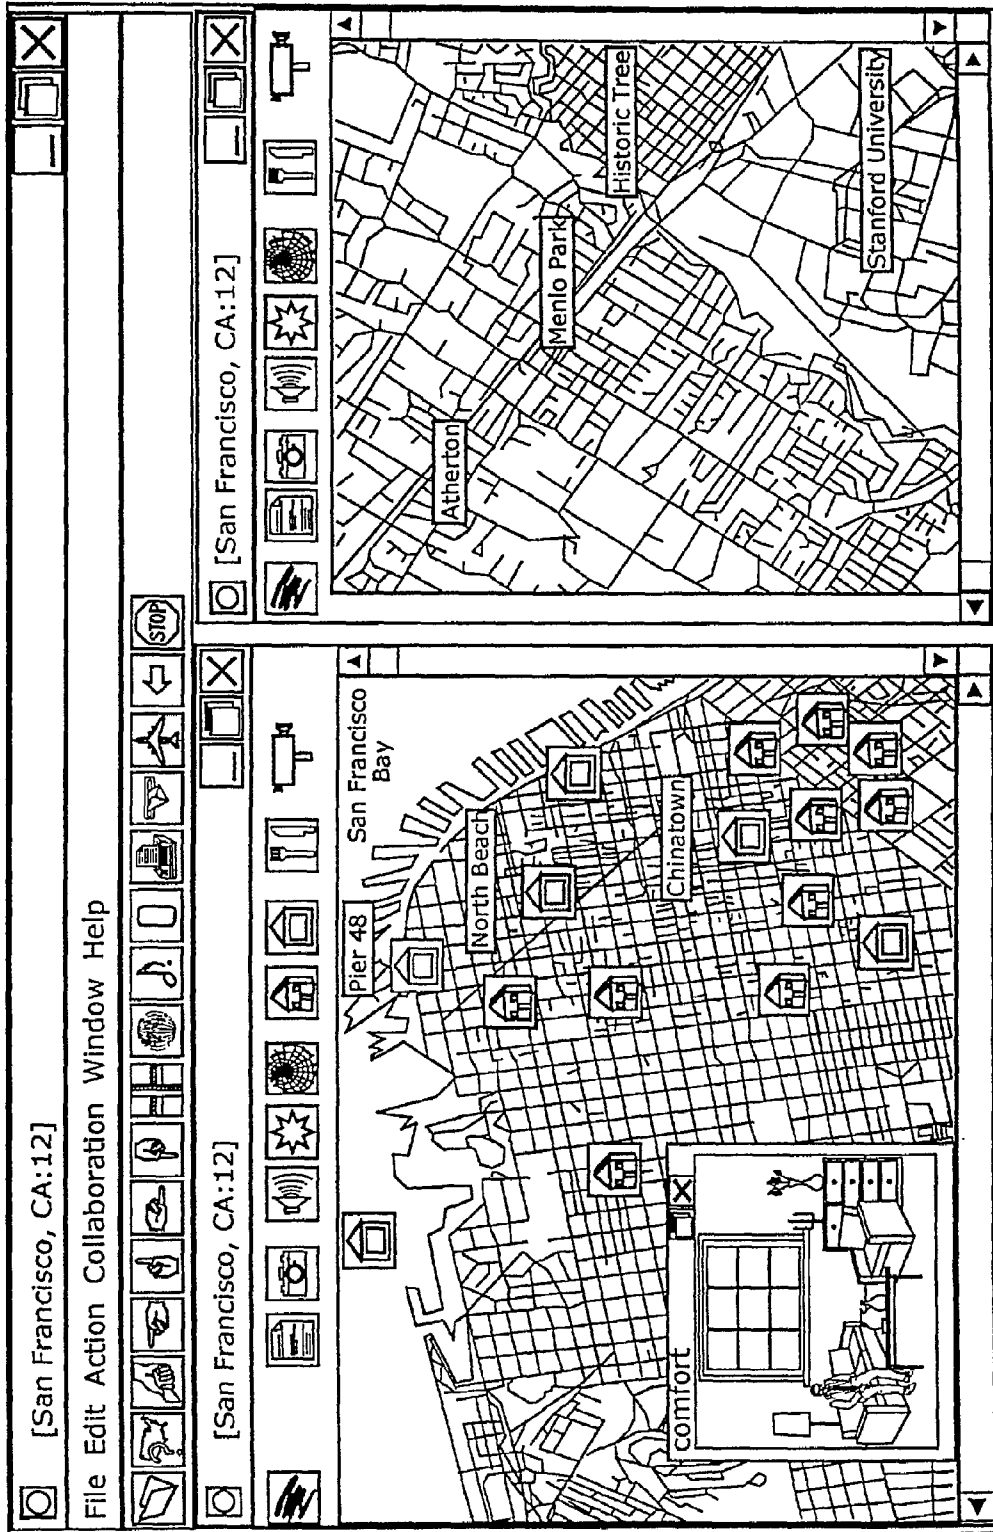 [San Francisco, CA:12]
File Edit Action Collaboration Window Help
STOP
[San Francisco, CA:12]
San Francisco
Bay
Pier 48
North Beach
Chinatown
comfort
[San Francisco, CA:12]
Atherton
Menlo Park
Historic Tree
Stanford University